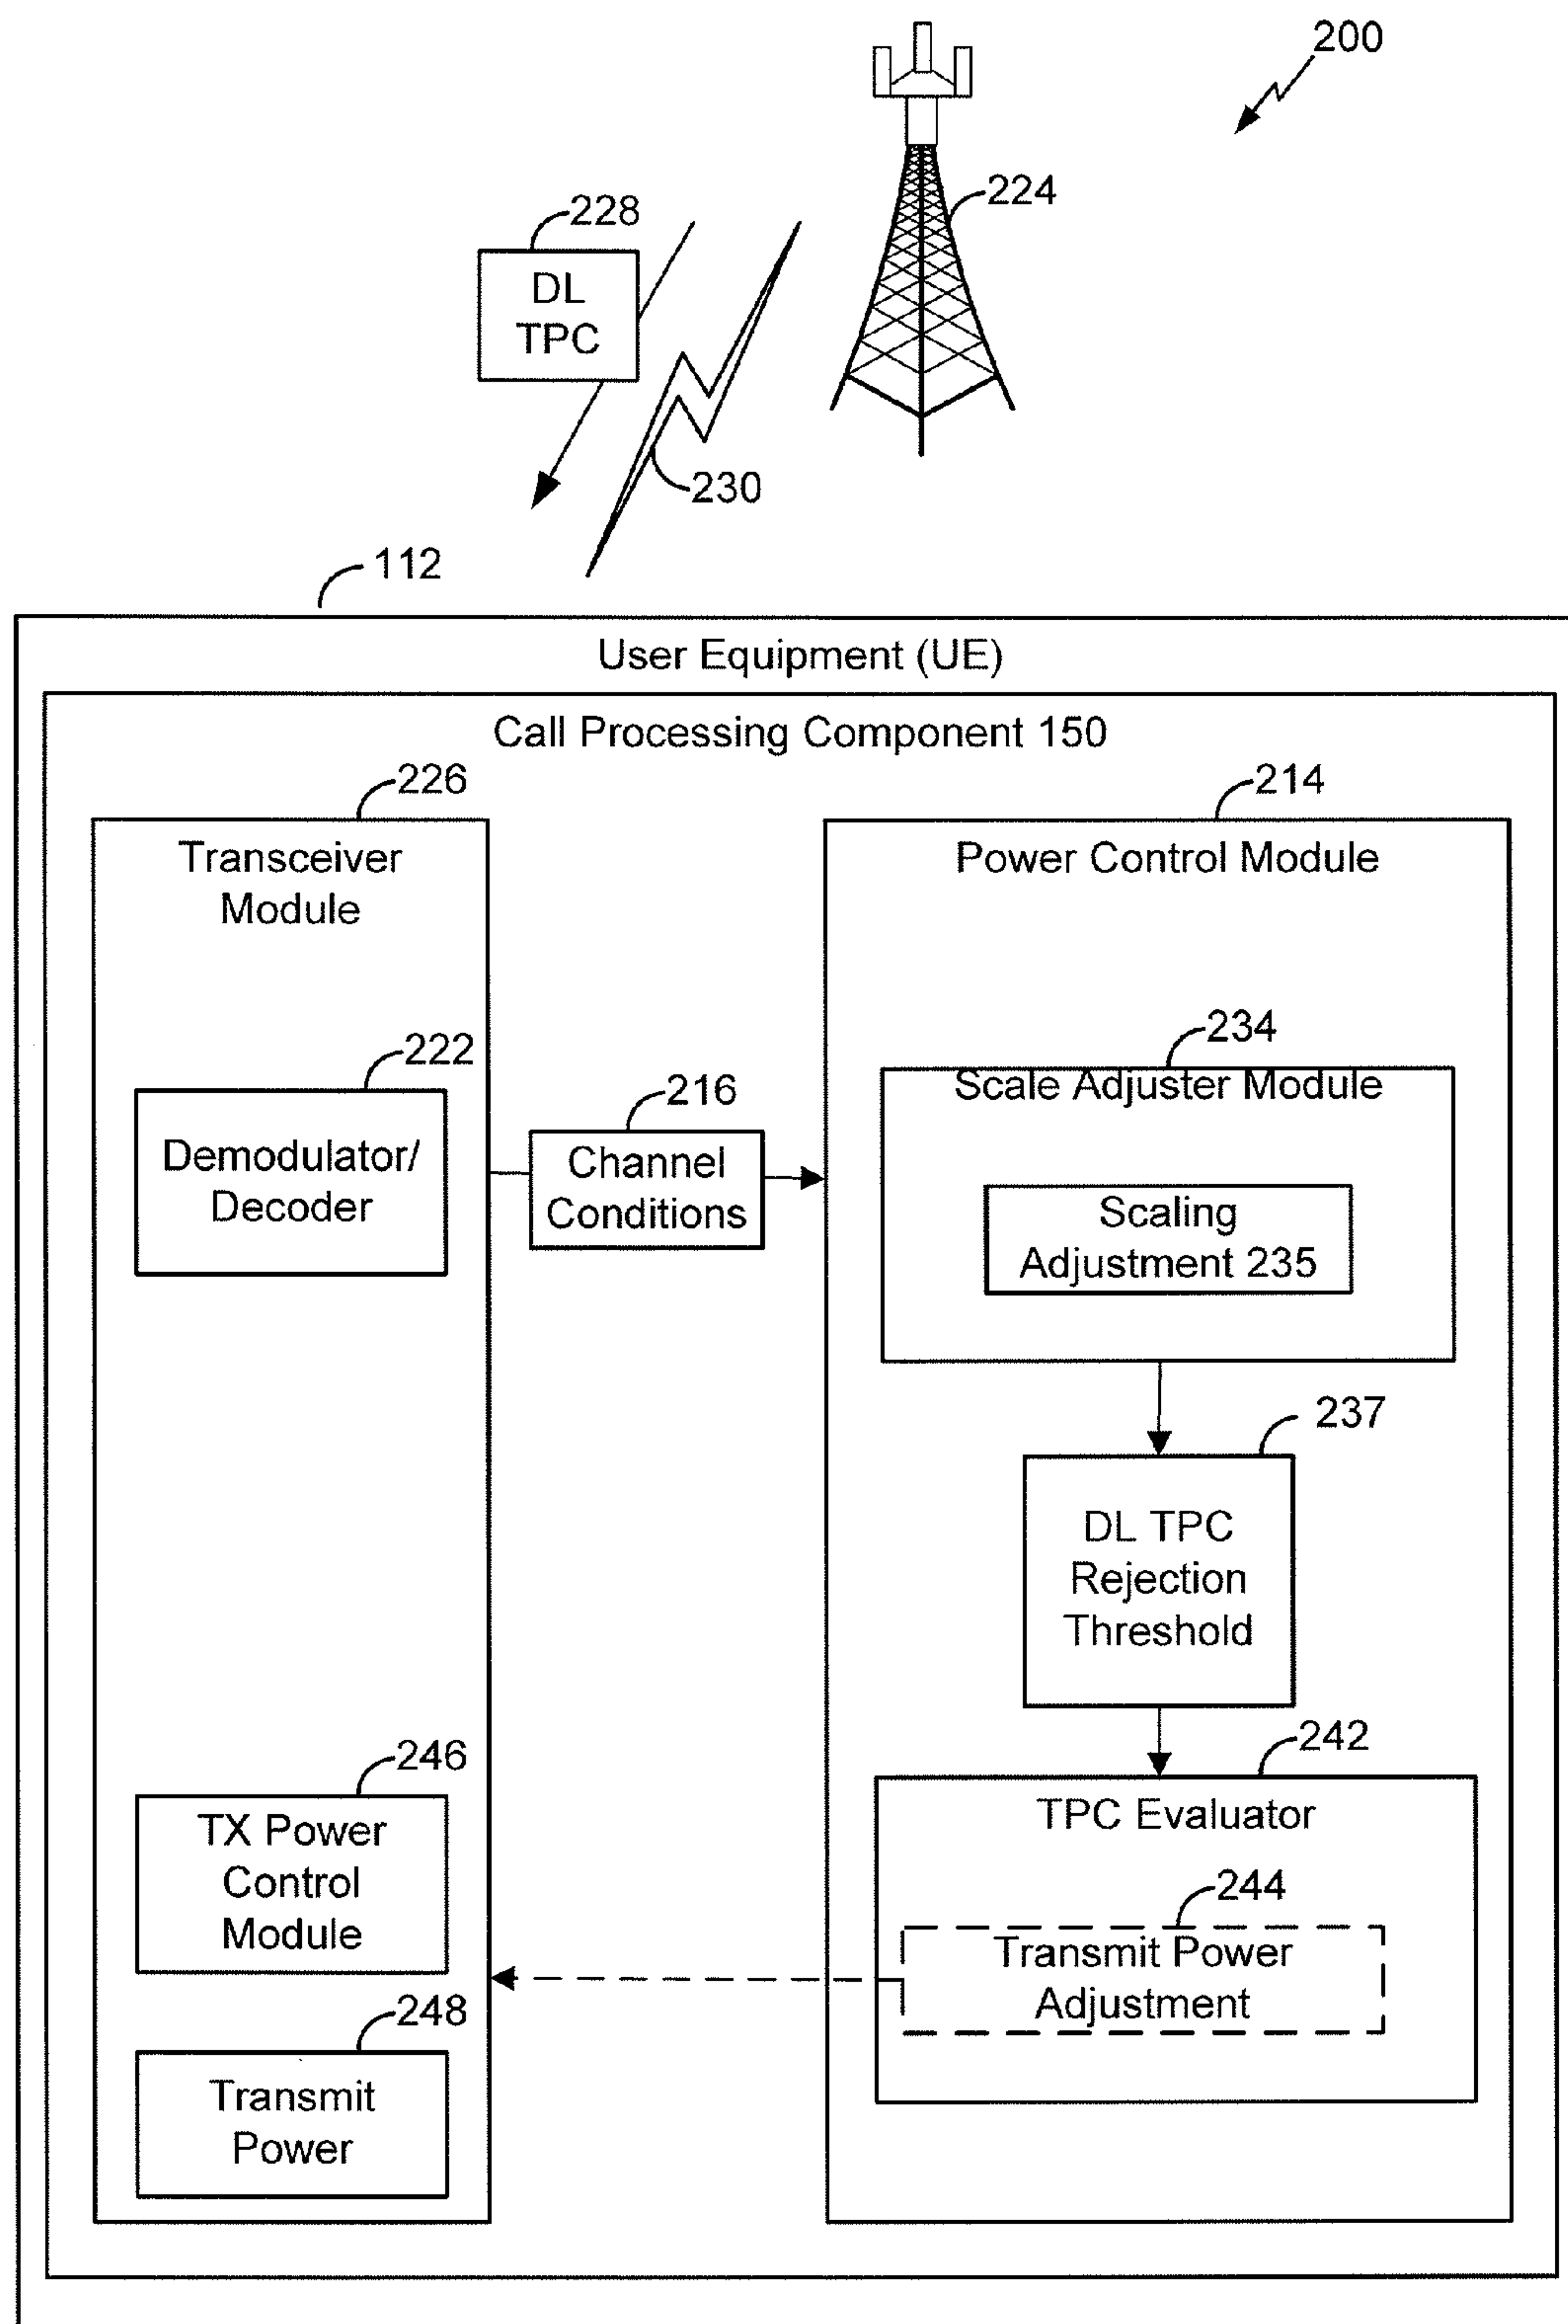 200
224
228
DL
TPC
230
112
User Equipment (UE)
Call Processing Component 150
226
Transceiver
Module
222
Demodulator/
Decoder
216
Channel
Conditions
214
Power Control Module
234
Scale Adjuster Module
Scaling
Adjustment 235
237
DL TPC
Rejection
Threshold
242
TPC Evaluator
244
Transmit Power
Adjustment
246
TX Power
Control
Module
248
Transmit
Power